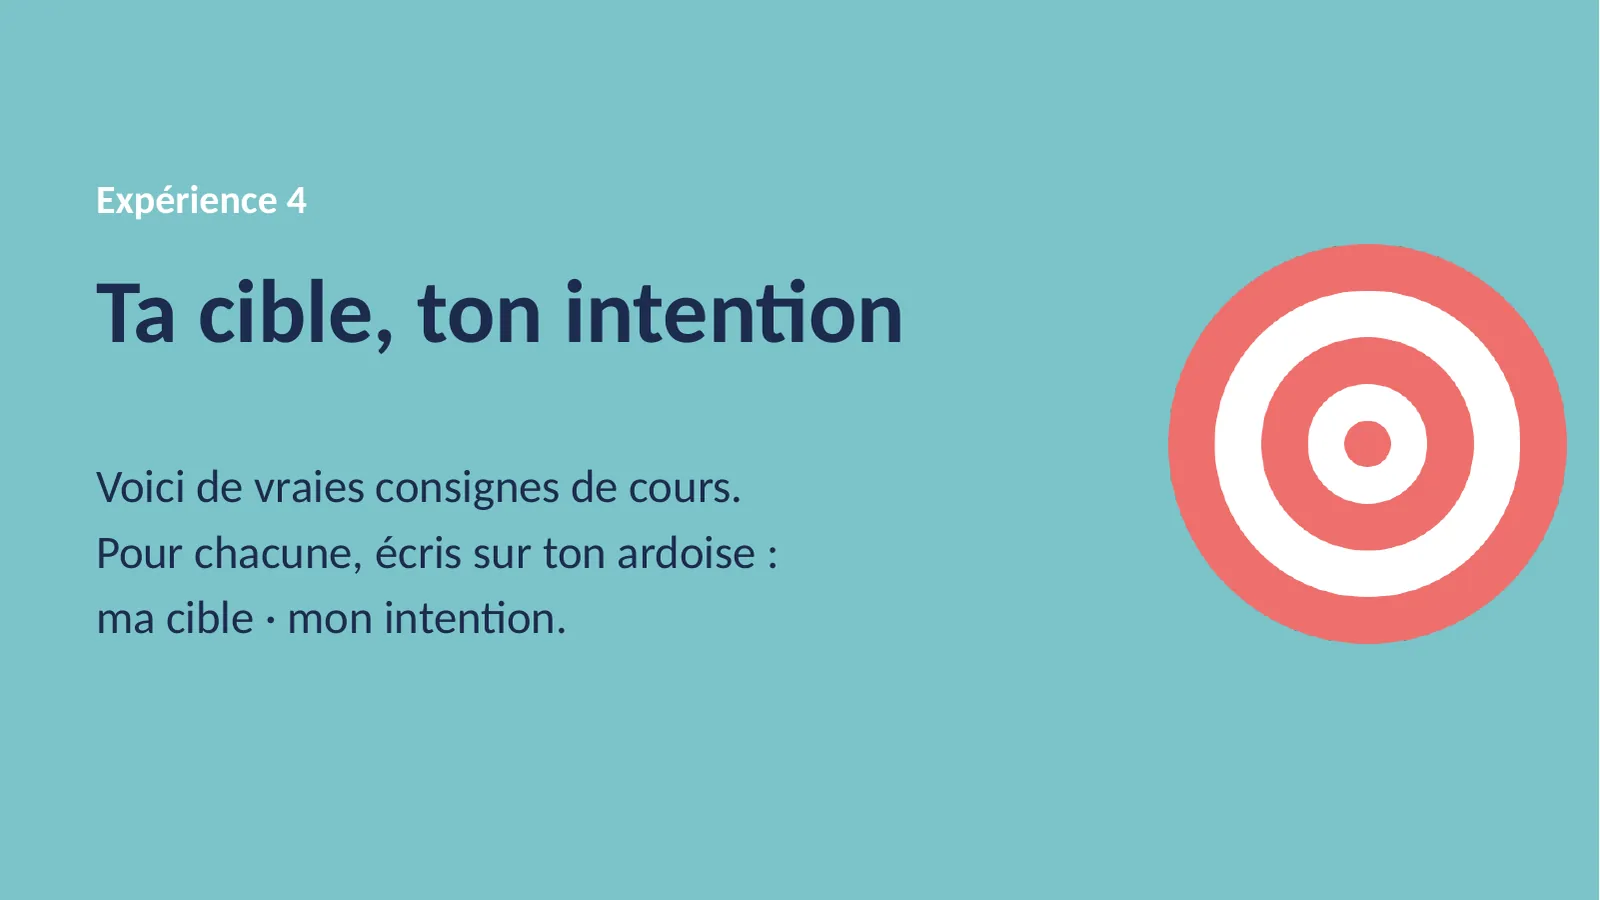 Expérience 4
Ta cible, ton intention
Voici de vraies consignes de cours.
Pour chacune, écris sur ton ardoise :
ma cible · mon intention.